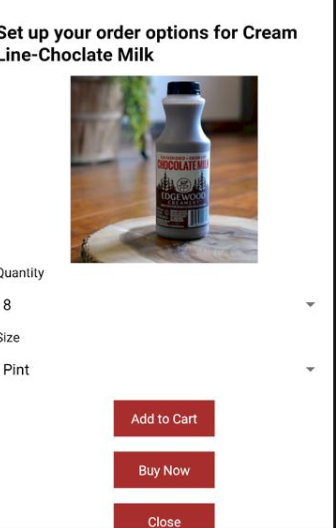 Set up your order options for Cream
Line-Choclate Milk
CHOCOLATE MILK
EDGEWOOD
CREAMERY
Quantity
8
Size
Pint
Add to Cart
Buy Now
Close